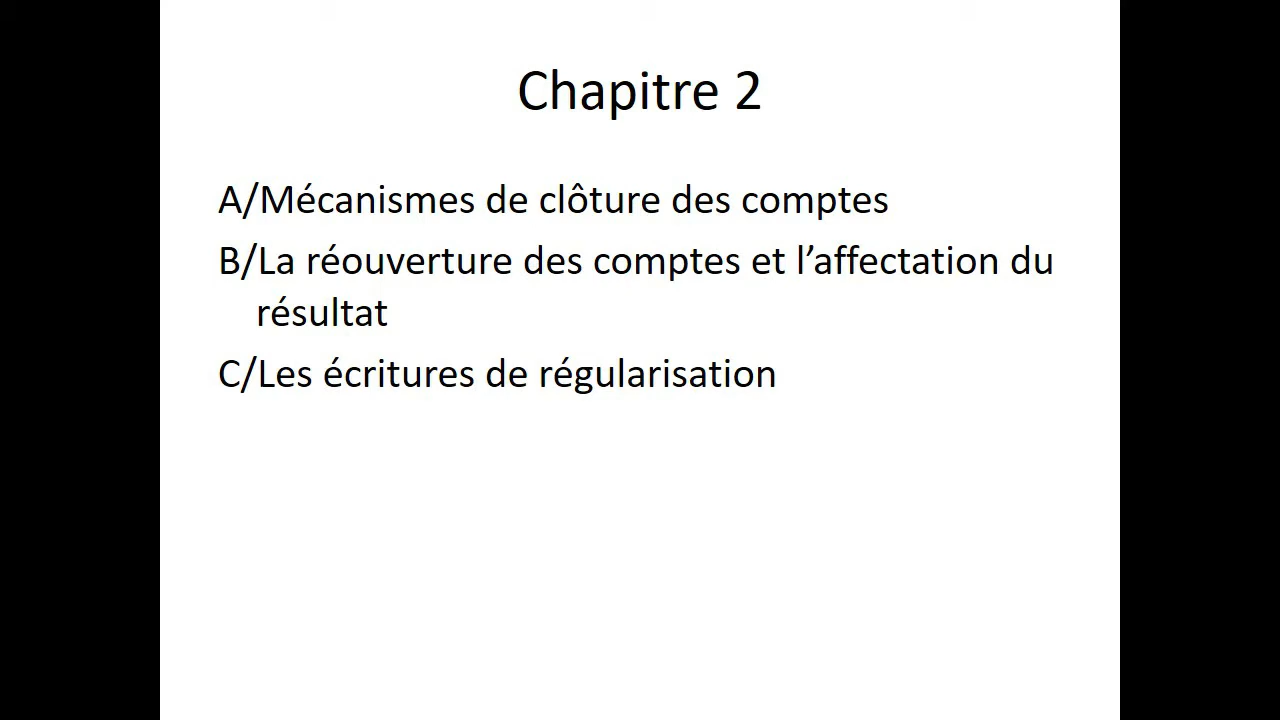 Chapitre 2
A/Mécanismes de clôture des comptes
B/La réouverture des comptes et l’affectation du
résultat
C/Les écritures de régularisation